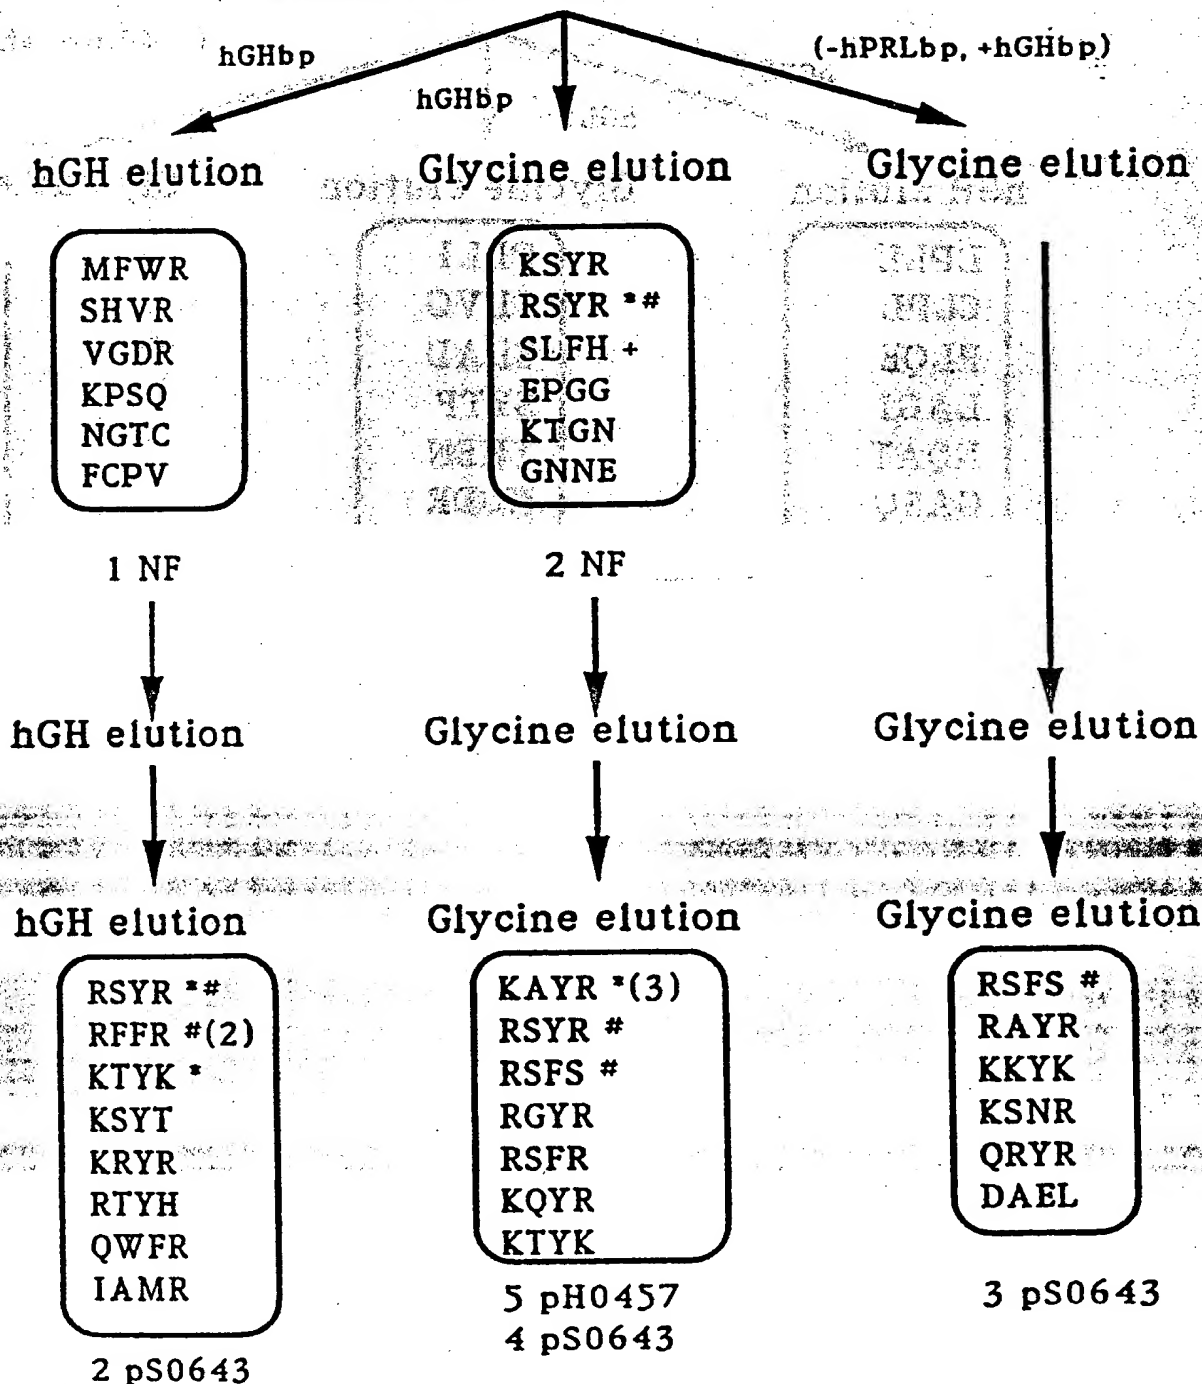 hGHbp
hGHbp
(-hPRLbp, +hGHbp)
hGH elution
Glycine elution
Glycine elution
MFWR
SHVR
VGDR
KPSQ
NGTC
FCPV
1 NF
KSYR
RSYR *#
SLFH +
EPGG
KTGN
GNNE
2 NF
hGH elution
Glycine elution
Glycine elution
hGH elution
RSYR *#
RFFR #(2)
KTYK *
KSYT
KRYR
RTYH
QWFR
IAMR
2 pS0643
Glycine elution
KAYR *(3)
RSYR #
RSFS #
RGYR
RSFR
KQYR
KTYK
5 pH0457
4 pS0643
Glycine elution
RSFS #
RAYR
KKYK
KSNR
QRYR
DAEL
3 pS0643